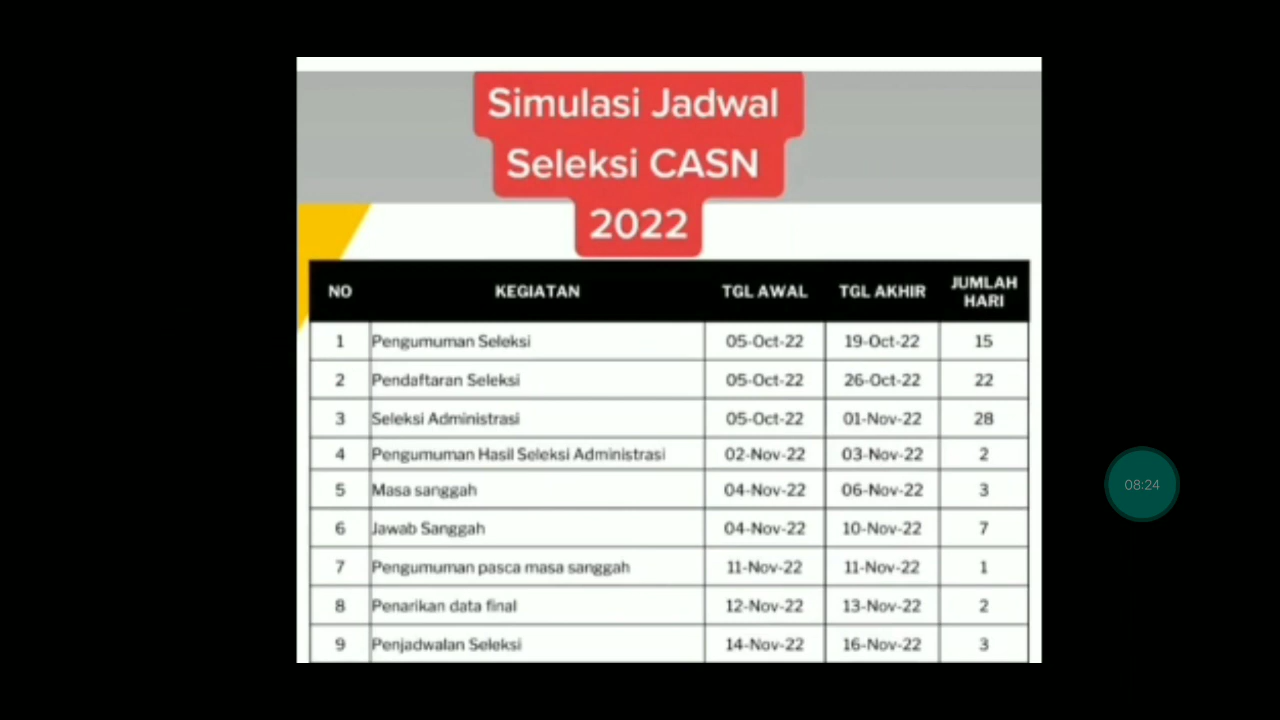 Simulasi Jadwal
Seleksi CASN
2022
NO KEGIATAN TGL AWAL TGL AKHIR JUMLAH HARI
1 Pengumuman Seleksi 05-Oct-22 19-Oct-22 15
2 Pendaftaran Seleksi 05-Oct-22 26-Oct-22 22
3 Seleksi Administrasi 05-Oct-22 01-Nov-22 28
4 Pengumuman Hasil Seleksi Administrasi 02-Nov-22 03-Nov-22 2
5 Masa sanggah 04-Nov-22 06-Nov-22 3
6 Jawab Sanggah 04-Nov-22 10-Nov-22 7
7 Pengumuman pasca masa sanggah 11-Nov-22 11-Nov-22 1
8 Penarikan data final 12-Nov-22 13-Nov-22 2
9 Penjadwalan Seleksi 14-Nov-22 16-Nov-22 3
08:24